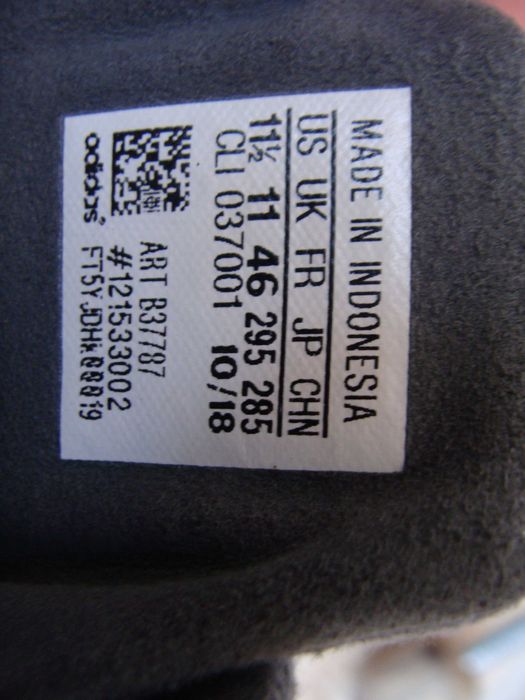 MADE IN INDONESIA
US UK FR JP CHN
11½ 11 46 295 285
CLI 037001 10/18
ART B37787
#121533002
adidas®